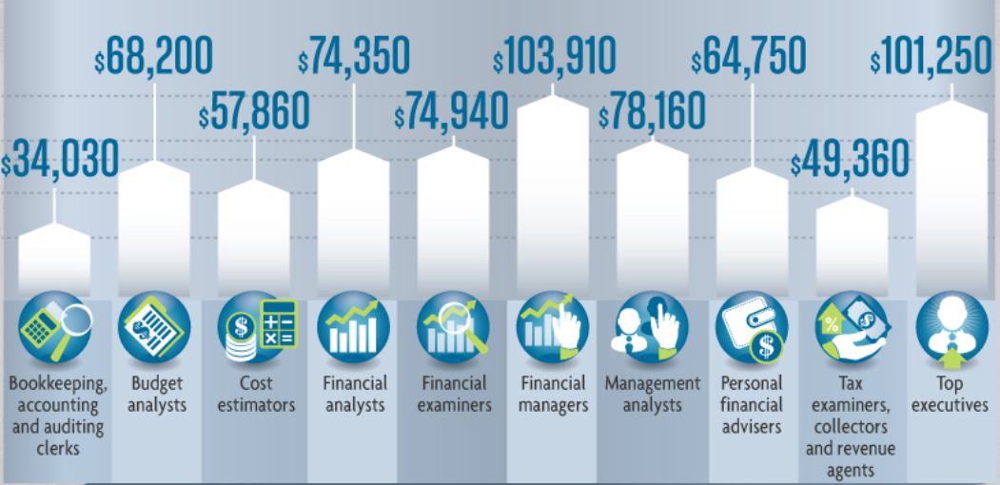 $68,200
$74,350
$103,910
$64,750
$101,250
$57,860
$74,940
$78,160
$34,030
$49,360
Bookkeeping,
accounting
and auditing
clerks
Budget
analysts
Cost
estimators
Financial
analysts
Financial
examiners
Financial
managers
Management
analysts
Personal
financial
advisers
Tax
examiners,
collectors
and revenue
agents
Top
executives